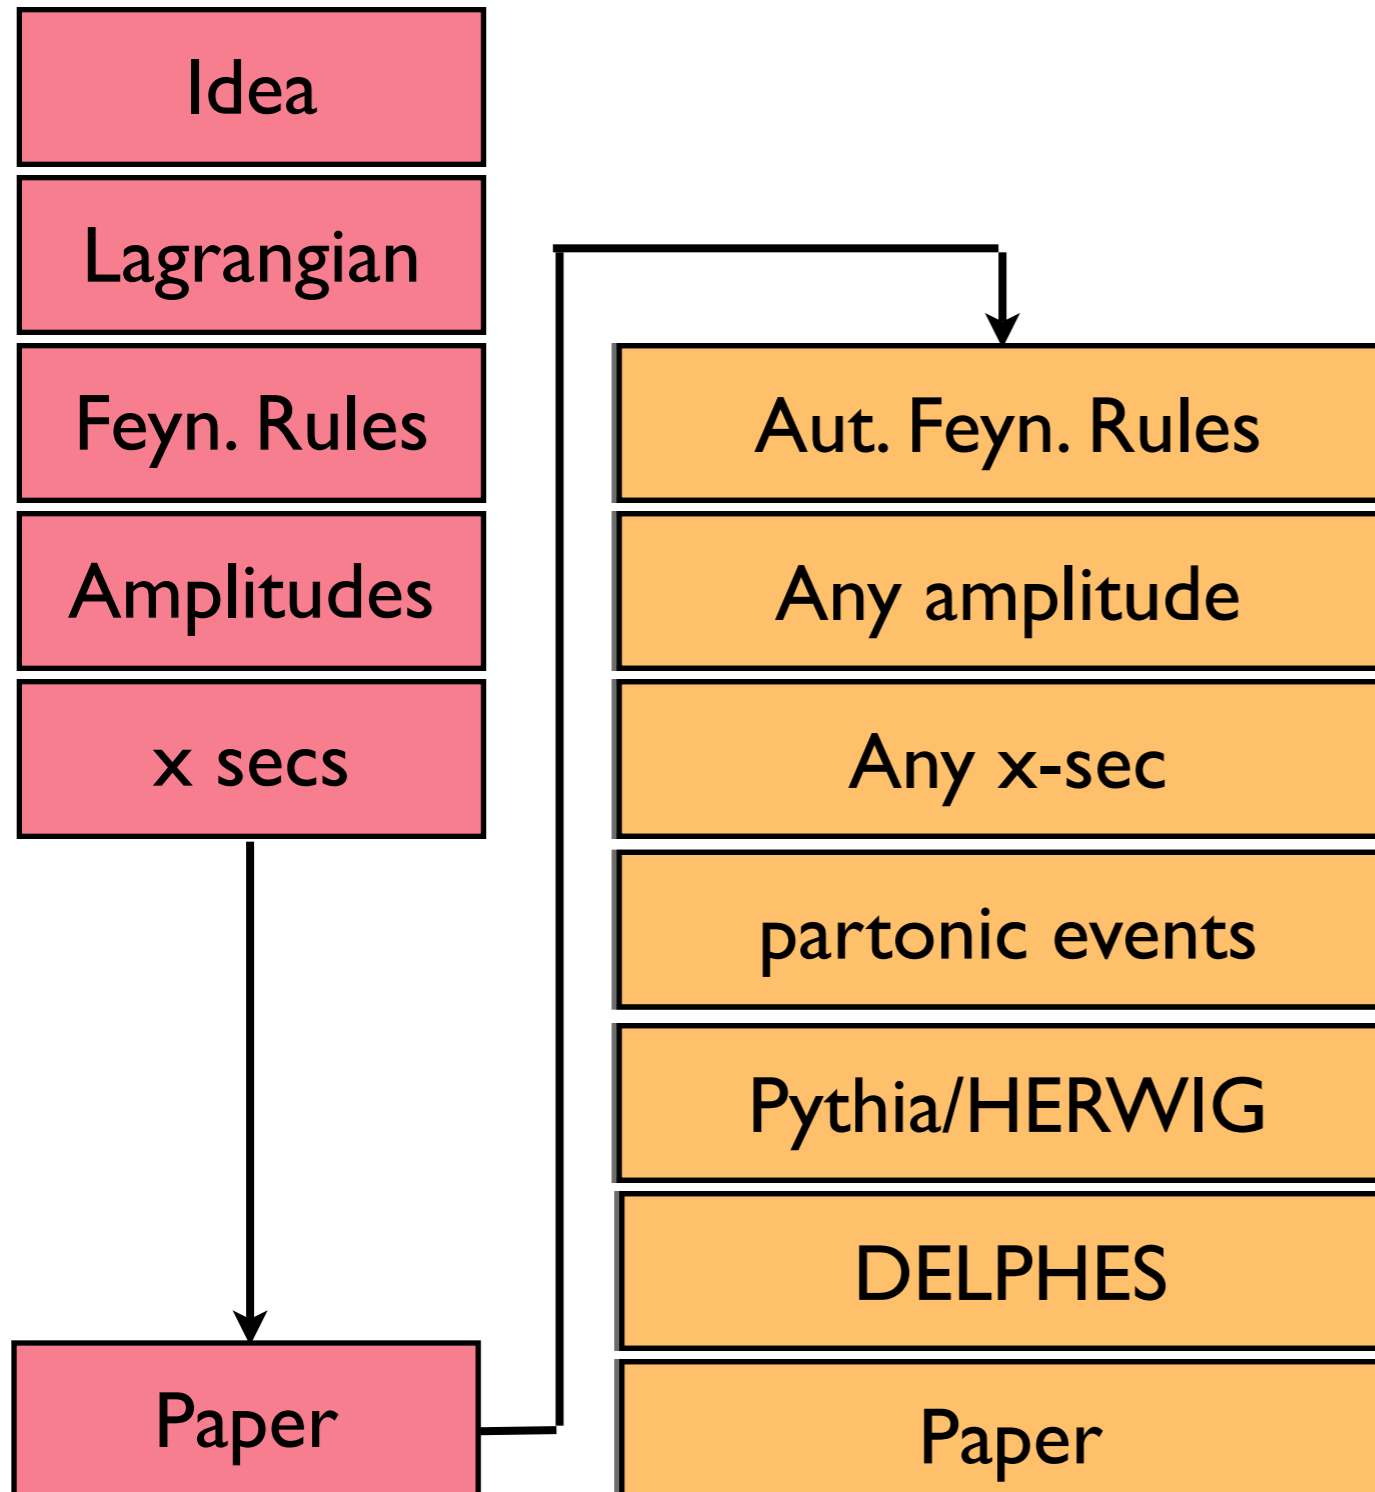 Idea
Lagrangian
Feyn. Rules
Amplitudes
x secs
Paper
Aut. Feyn. Rules
Any amplitude
Any x-sec
partonic events
Pythia/HERWIG
DELPHES
Paper